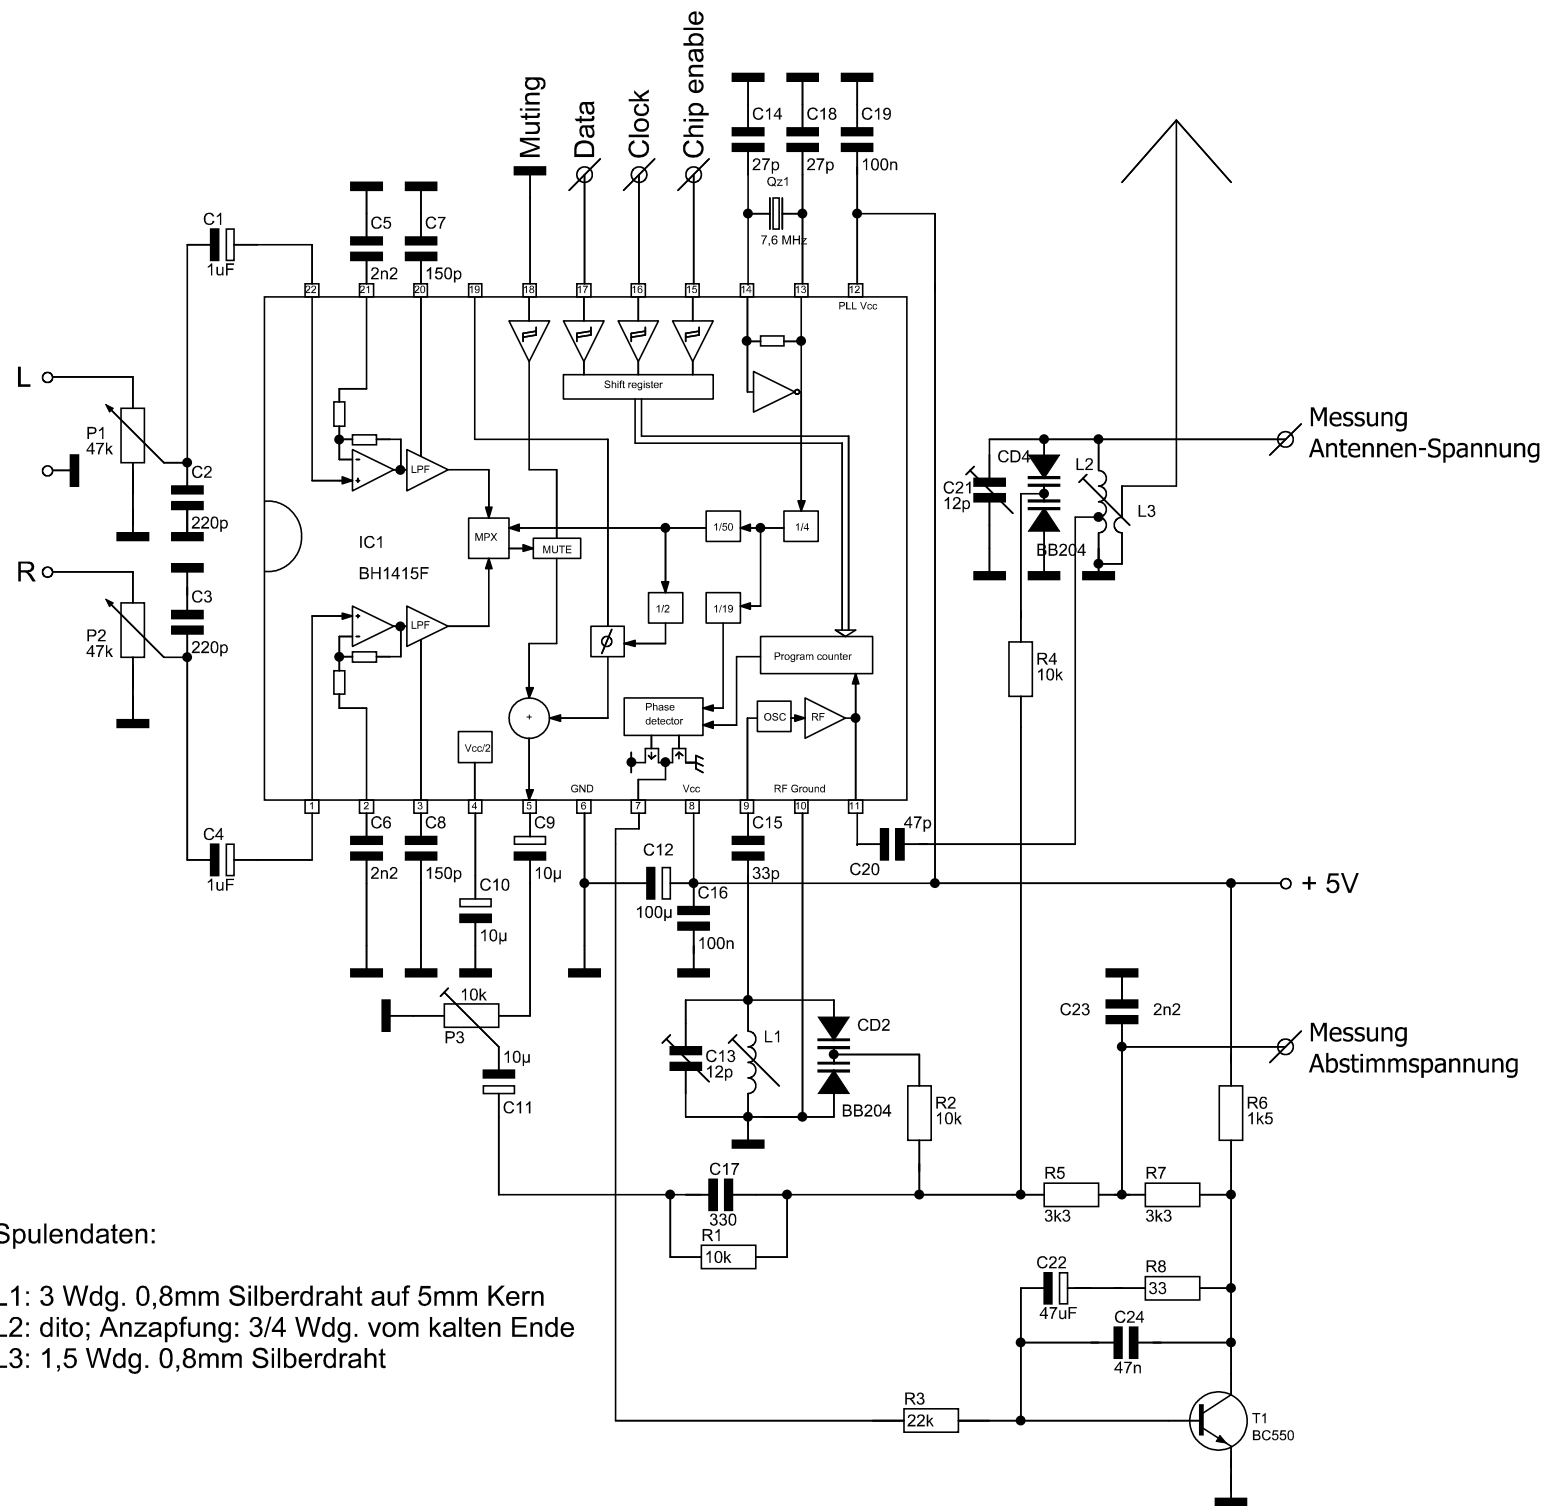 Muting
Data
Clock
Chip enable
C14
27p
C18
27p
C19
100n
Qz1
7,6 MHz
C1
1uF
C5
2n2
C7
150p
22
21
20
19
18
17
16
15
14
13
12
PLL Vcc
Shift register
L
P1
47k
C2
220p
LPF
-
+
MPX
MUTE
1/50
1/4
IC1
BH1415F
R
P2
47k
C3
220p
+
-
LPF
1/2
1/19
ϕ
Program counter
Phase
detector
OSC
RF
+
Vcc/2
GND
Vcc
RF Ground
1
2
3
4
5
6
7
8
9
10
11
Messung
Antennen-Spannung
CD4
C21
12p
L2
L3
BB204
R4
10k
C4
1uF
C6
2n2
C8
150p
C9
10µ
C10
10µ
C12
100µ
C15
33p
C16
100n
47p
C20
+ 5V
10k
P3
10µ
C11
L1
C13
12p
CD2
BB204
R2
10k
C23
2n2
Messung
Abstimmspannung
R6
1k5
C17
330
R1
10k
R5
3k3
R7
3k3
C22
47uF
R8
33
C24
47n
R3
22k
T1
BC550
Spulendaten:
L1: 3 Wdg. 0,8mm Silberdraht auf 5mm Kern
L2: dito; Anzapfung: 3/4 Wdg. vom kalten Ende
L3: 1,5 Wdg. 0,8mm Silberdraht